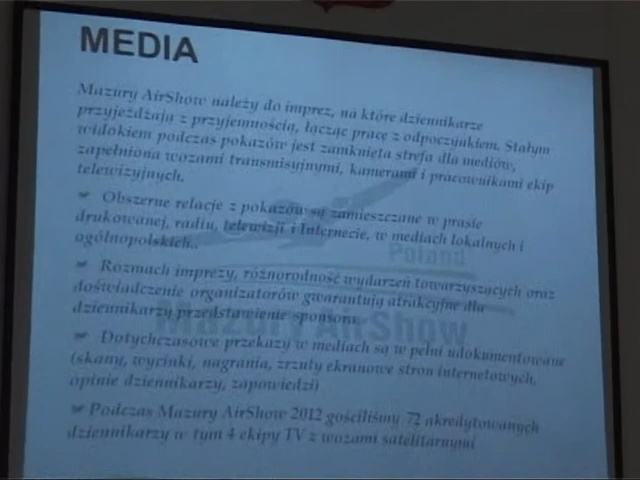 MEDIA
Mazury AirShow należy do imprez, na które dziennikarze
przyjeżdżają z przyjemnością, łącząc pracę z odpoczynkiem. Stałym
widokiem podczas pokazów jest zamknięta strefa dla mediów,
zapełniona wozami transmisyjnymi, kamerami i pracownikami ekip
telewizyjnych.
Obszerne relacje z pokazów są zamieszczane w prasie
drukowanej, radiu, telewizji i Internecie, w mediach lokalnych i
ogólnopolskich..
Poland
Rozmach imprezy, różnorodność wydarzeń towarzyszących oraz
doświadczenie organizatorów gwarantują atrakcyjne dla
dziennikarzy przedstawienie sponsora.
Mazury AirShow
Dotychczasowe przekazy w mediach są w pełni udokumentowane
(skany, wycinki, nagrania, zrzuty ekranowe stron internetowych,
opinie dziennikarzy, zapowiedzi)
Podczas Mazury AirShow 2012 gościliśmy 72 akredytowanych
dziennikarzy w tym 4 ekipy TV z wozami satelitarnymi